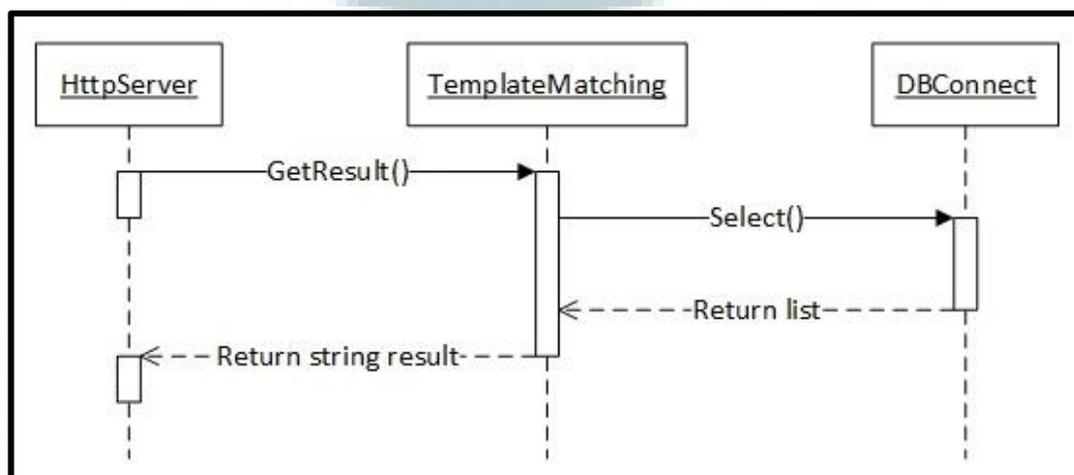 HttpServer
TemplateMatching
DBConnect
GetResult()
Select()
Return list
Return string result